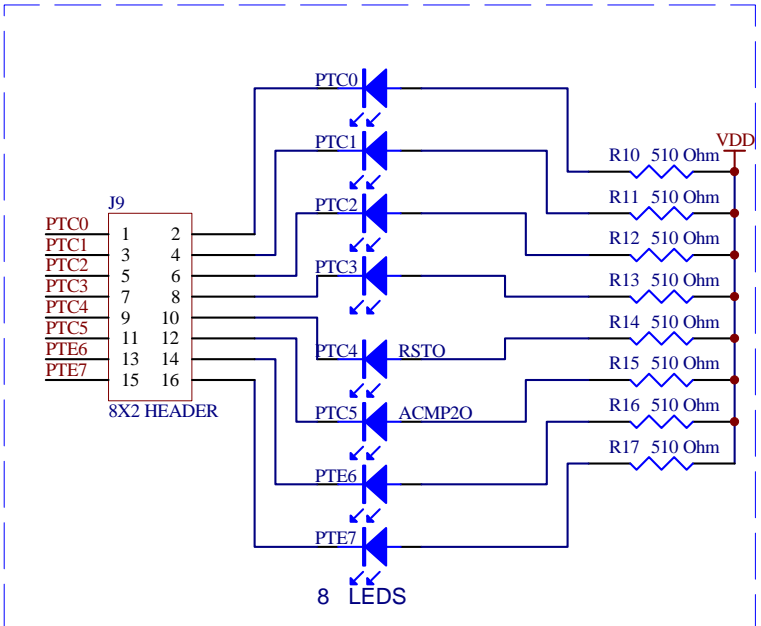 PTC0
PTC1
PTC2
PTC3
PTC4 RSTO
PTC5 ACMP2O
PTE6
PTE7
8 LEDS
VDD
R10 510 Ohm
R11 510 Ohm
R12 510 Ohm
R13 510 Ohm
R14 510 Ohm
R15 510 Ohm
R16 510 Ohm
R17 510 Ohm
J9
PTC0 1 2
PTC1 3 4
PTC2 5 6
PTC3 7 8
PTC4 9 10
PTC5 11 12
PTE6 13 14
PTE7 15 16
8X2 HEADER